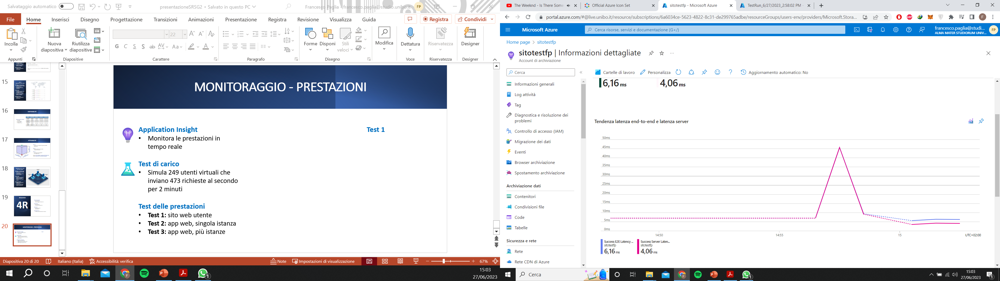 Salvataggio automatico
presentazioneSRSG2 • Salvato in questo PC
Francesco Paglia - francesco.paglia@studio.unibo.it
FP
File
Home
Inserisci
Disegno
Progettazione
Transizioni
Animazioni
Presentazione
Registra
Revisione
Visualizza
Guida
Registra
Condividi
Incolla
Nuova
diapositiva
Riutilizza
diapositive
22
G C S S ab AV Aa A
Forme
Disponi
Stili
veloci
Modifica
Dettatura
Riservatezza
Designer
Appunti
Diapositive
Carattere
Paragrafo
Disegno
Voce
Riservatezza
Designer
15
16
17
18
19
4R
20
MONITORAGGIO - PRESTAZIONI
Application Insight
• Monitora le prestazioni in
tempo reale
Test di carico
• Simula 249 utenti virtuali che
inviano 473 richieste al secondo
per 2 minuti
Test delle prestazioni
• Test 1: sito web utente
• Test 2: app web, singola istanza
• Test 3: app web, più istanze
Test 1
Diapositiva 20 di 20
Italiano (Italia)
Accessibilità: verifica
Note
Impostazioni di visualizzazione
67%
15:03
27/06/2023
The Weeknd - Is There Some
Official Azure Icon Set
sitotestfp - Microsoft Azure
TestRun_6/27/2023_2:58:02 PM -
portal.azure.com/#@live.unibo.it/resource/subscriptions/6a6034ce-5623-4822-8c31-de299765adbe/resourceGroups/users-env/providers/Microsoft.Stora...
ABP
F
Microsoft Azure
Cerca risorse, servizi e documentazione (G+/)
francesco.paglia@studi...
ALMA MATER STUDIORUM UNIV...
FP
Home page > sitotestfp
sitotestfp | Informazioni dettagliate
Account di archiviazione
Cerca
Cartelle di lavoro
Personalizza
Aggiornamento automatico: No
Informazioni generali
Log attività
Tag
Diagnostica e risoluzione dei
problemi
Controllo di accesso (IAM)
Migrazione dei dati
Eventi
Browser archiviazione
Spostamento archiviazione
Archiviazione dati
Contenitori
Condivisioni file
Code
Tabelle
Sicurezza e rete
Rete
Rete CDN di Azure
6,16 ms
4,06 ms
Tendenza latenza end-to-end e latenza server
50ms
45ms
40ms
35ms
30ms
25ms
20ms
15ms
10ms
5ms
0ms
14:50
14:55
15
UTC+02:00
Success E2E Latency ...
sitotestfp
6,16 ms
Success Server Laten...
sitotestfp
4,06 ms
Cerca
15:03
27/06/2023